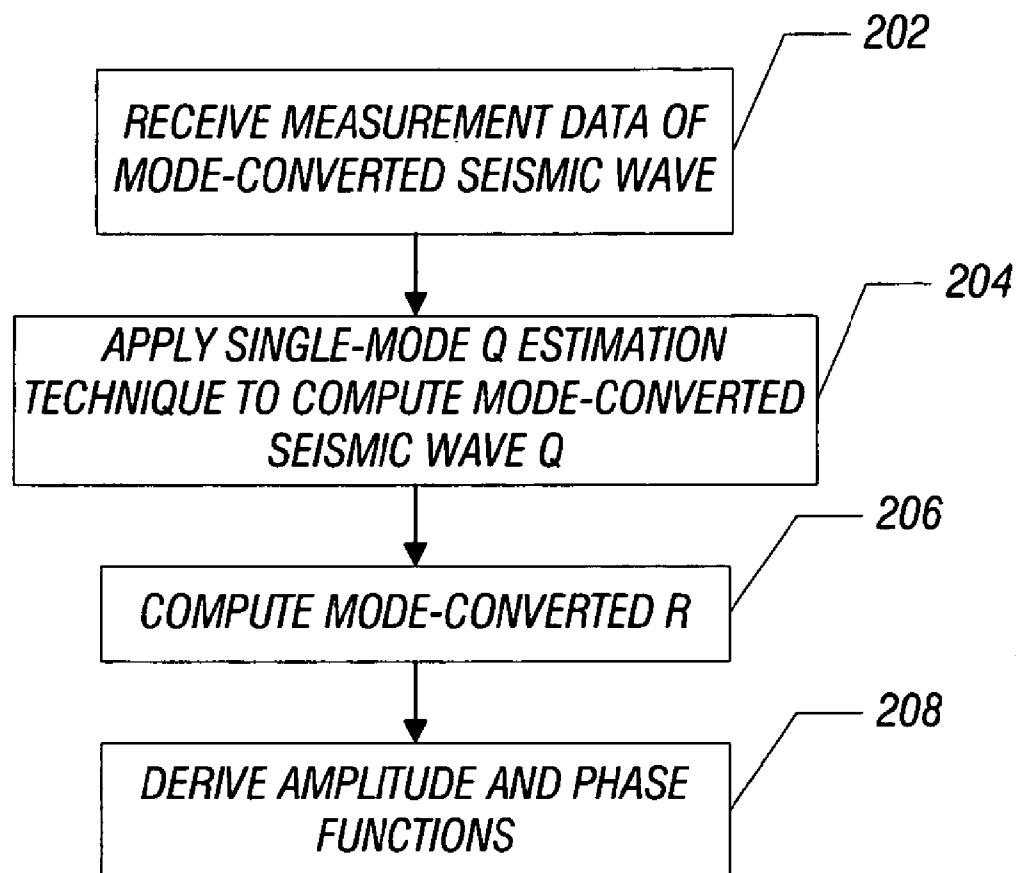 202
RECEIVE MEASUREMENT DATA OF
MODE-CONVERTED SEISMIC WAVE
204
APPLY SINGLE-MODE Q ESTIMATION
TECHNIQUE TO COMPUTE MODE-CONVERTED
SEISMIC WAVE Q
206
COMPUTE MODE-CONVERTED R
208
DERIVE AMPLITUDE AND PHASE
FUNCTIONS